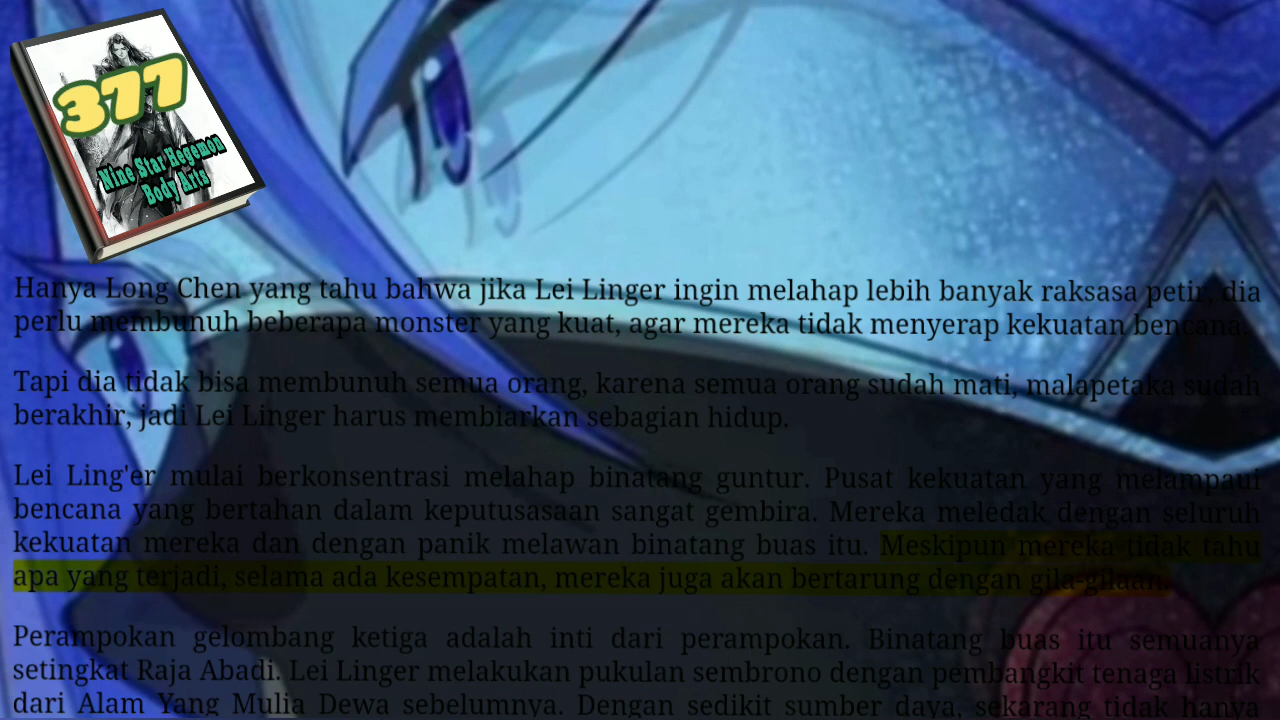 377
Nine Star Hegemon
Body Arts
Hanya Long Chen yang tahu bahwa jika Lei Linger ingin melahap lebih banyak raksasa petir, dia
perlu membunuh beberapa monster yang kuat, agar mereka tidak menyerap kekuatan bencana.
Tapi dia tidak bisa membunuh semua orang, karena semua orang sudah mati, malapetaka sudah
berakhir, jadi Lei Linger harus membiarkan sebagian hidup.
Lei Ling'er mulai berkonsentrasi melahap binatang guntur. Pusat kekuatan yang melampaui
bencana yang bertahan dalam keputusasaan sangat gembira. Mereka meledak dengan seluruh
kekuatan mereka dan dengan panik melawan binatang buas itu. Meskipun mereka tidak tahu
apa yang terjadi, selama ada kesempatan, mereka juga akan bertarung dengan gila-gilaan.
Perampokan gelombang ketiga adalah inti dari perampokan. Binatang buas itu semuanya
setingkat Raja Abadi. Lei Linger melakukan pukulan sembrono dengan pembangkit tenaga listrik
dari Alam Yang Mulia Dewa sebelumnya. Dengan sedikit sumber daya, sekarang tidak hanya